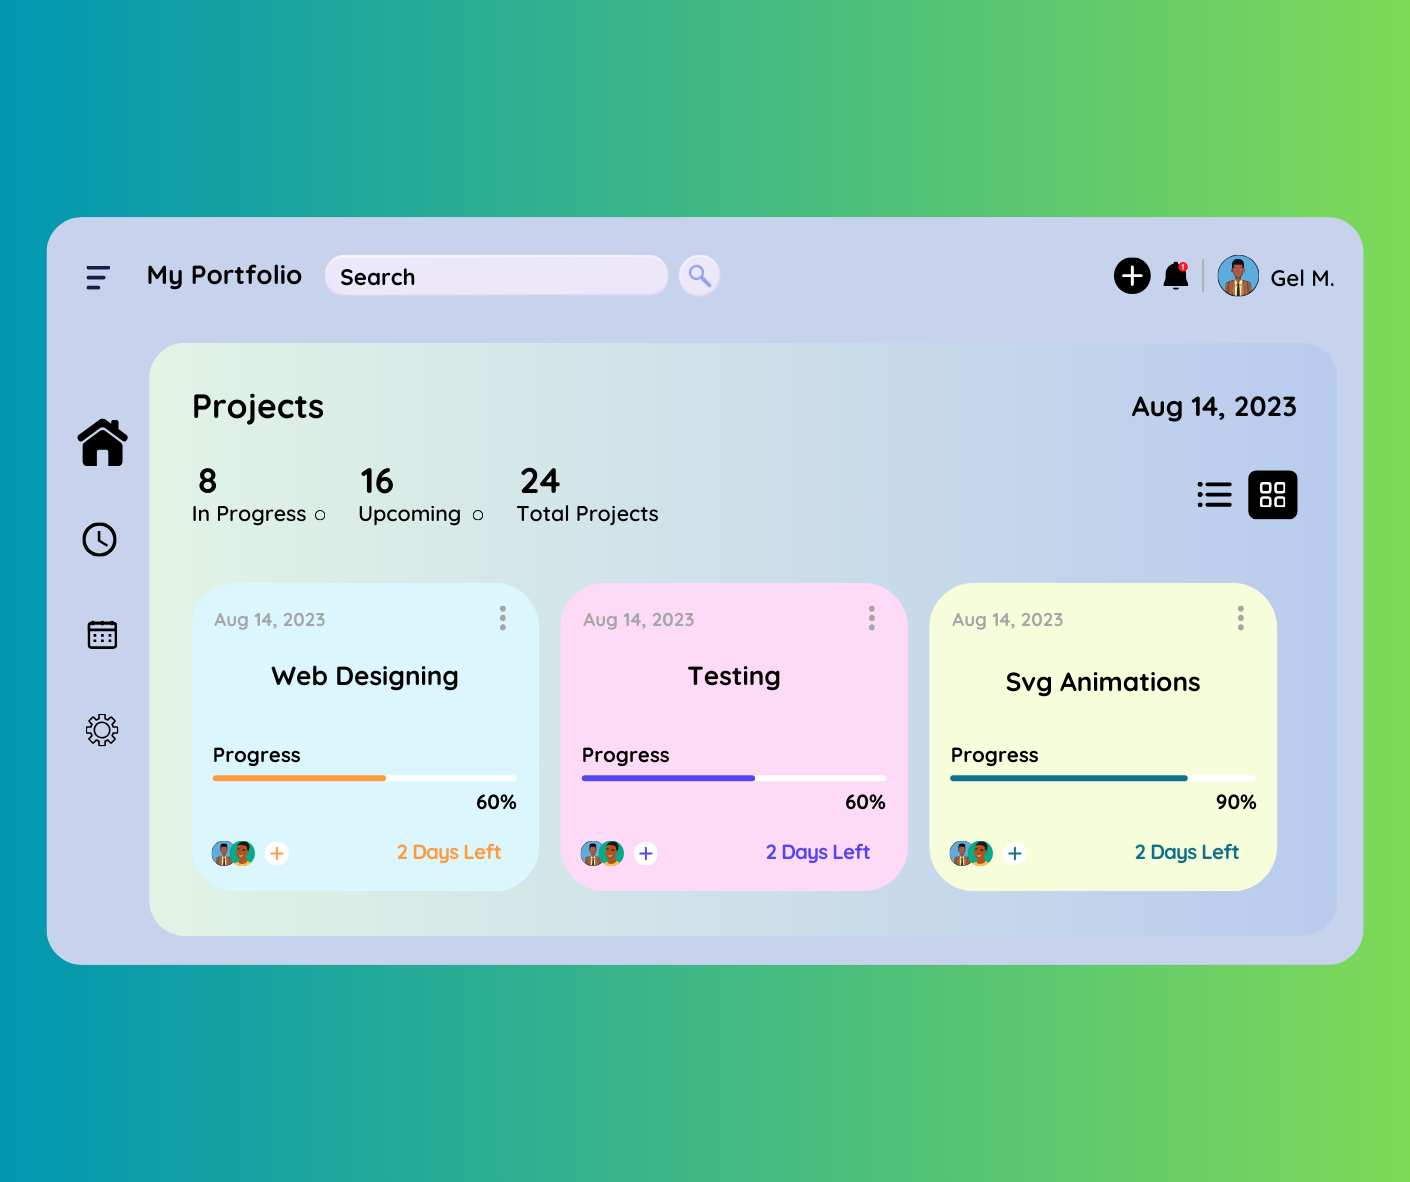 My Portfolio
Search
1
Gel M.
Projects
Aug 14, 2023
8
16
24
In Progress
Upcoming
Total Projects
Aug 14, 2023
Web Designing
Progress
60%
2 Days Left
Aug 14, 2023
Testing
Progress
60%
2 Days Left
Aug 14, 2023
Svg Animations
Progress
90%
2 Days Left